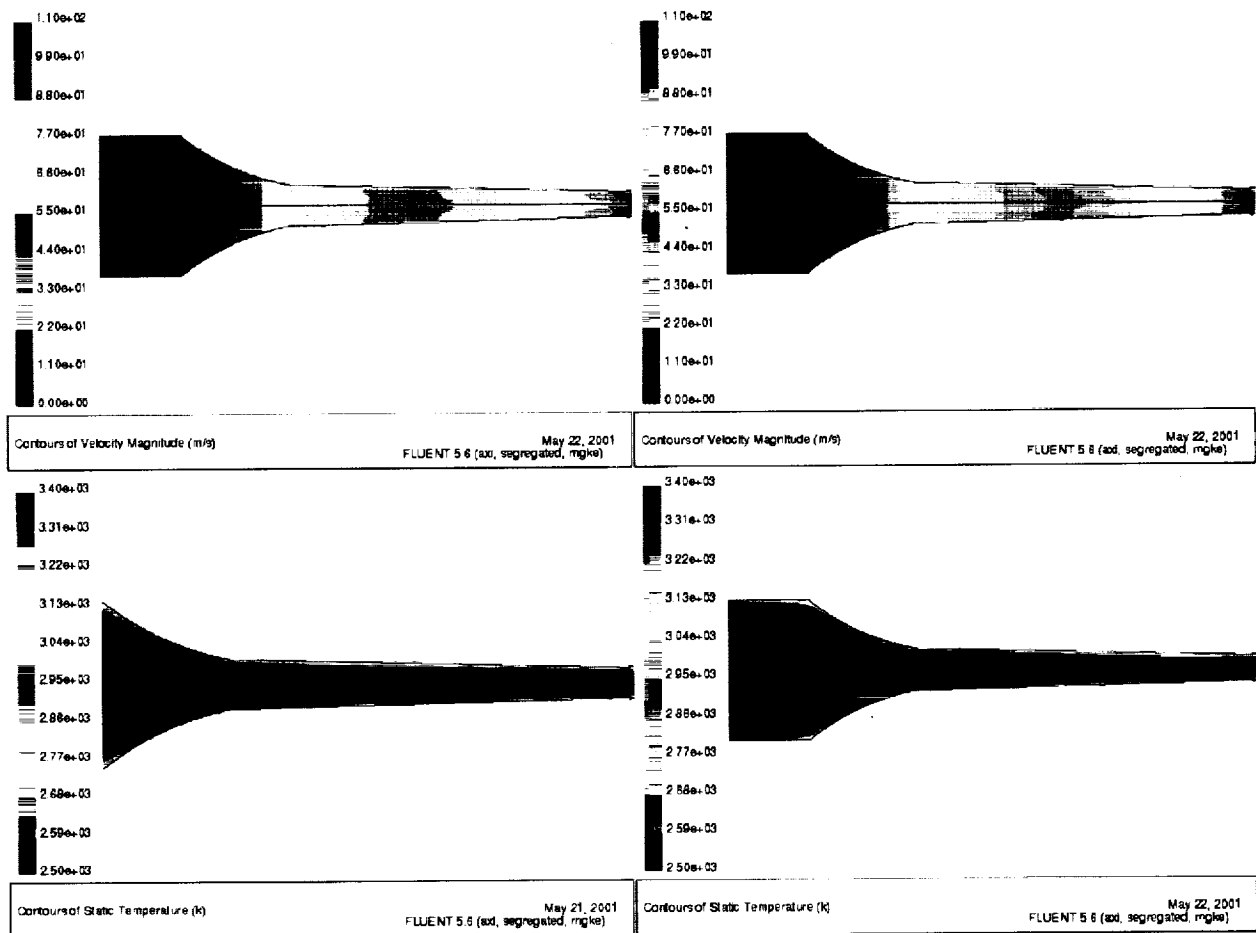 1.10e+02
9.90e+01
8.80e+01
7.70e+01
6.60e+01
5.50e+01
4.40e+01
3.30e+01
2.20e+01
1.10e+01
0.00e+00
Contours of Velocity Magnitude (m/s)
May 22, 2001
FLUENT 5.6 (axi, segregated, rngke)
1.10e+02
9.90e+01
8.80e+01
7.70e+01
6.60e+01
5.50e+01
4.40e+01
3.30e+01
2.20e+01
1.10e+01
0.00e+00
Contours of Velocity Magnitude (m/s)
May 22, 2001
FLUENT 5.6 (axi, segregated, rngke)
3.40e+03
3.31e+03
3.22e+03
3.13e+03
3.04e+03
2.95e+03
2.86e+03
2.77e+03
2.68e+03
2.59e+03
2.50e+03
Contours of Static Temperature (k)
May 21, 2001
FLUENT 5.6 (axi, segregated, rngke)
3.40e+03
3.31e+03
3.22e+03
3.13e+03
3.04e+03
2.95e+03
2.86e+03
2.77e+03
2.68e+03
2.59e+03
2.50e+03
Contours of Static Temperature (k)
May 22, 2001
FLUENT 5.6 (axi, segregated, rngke)